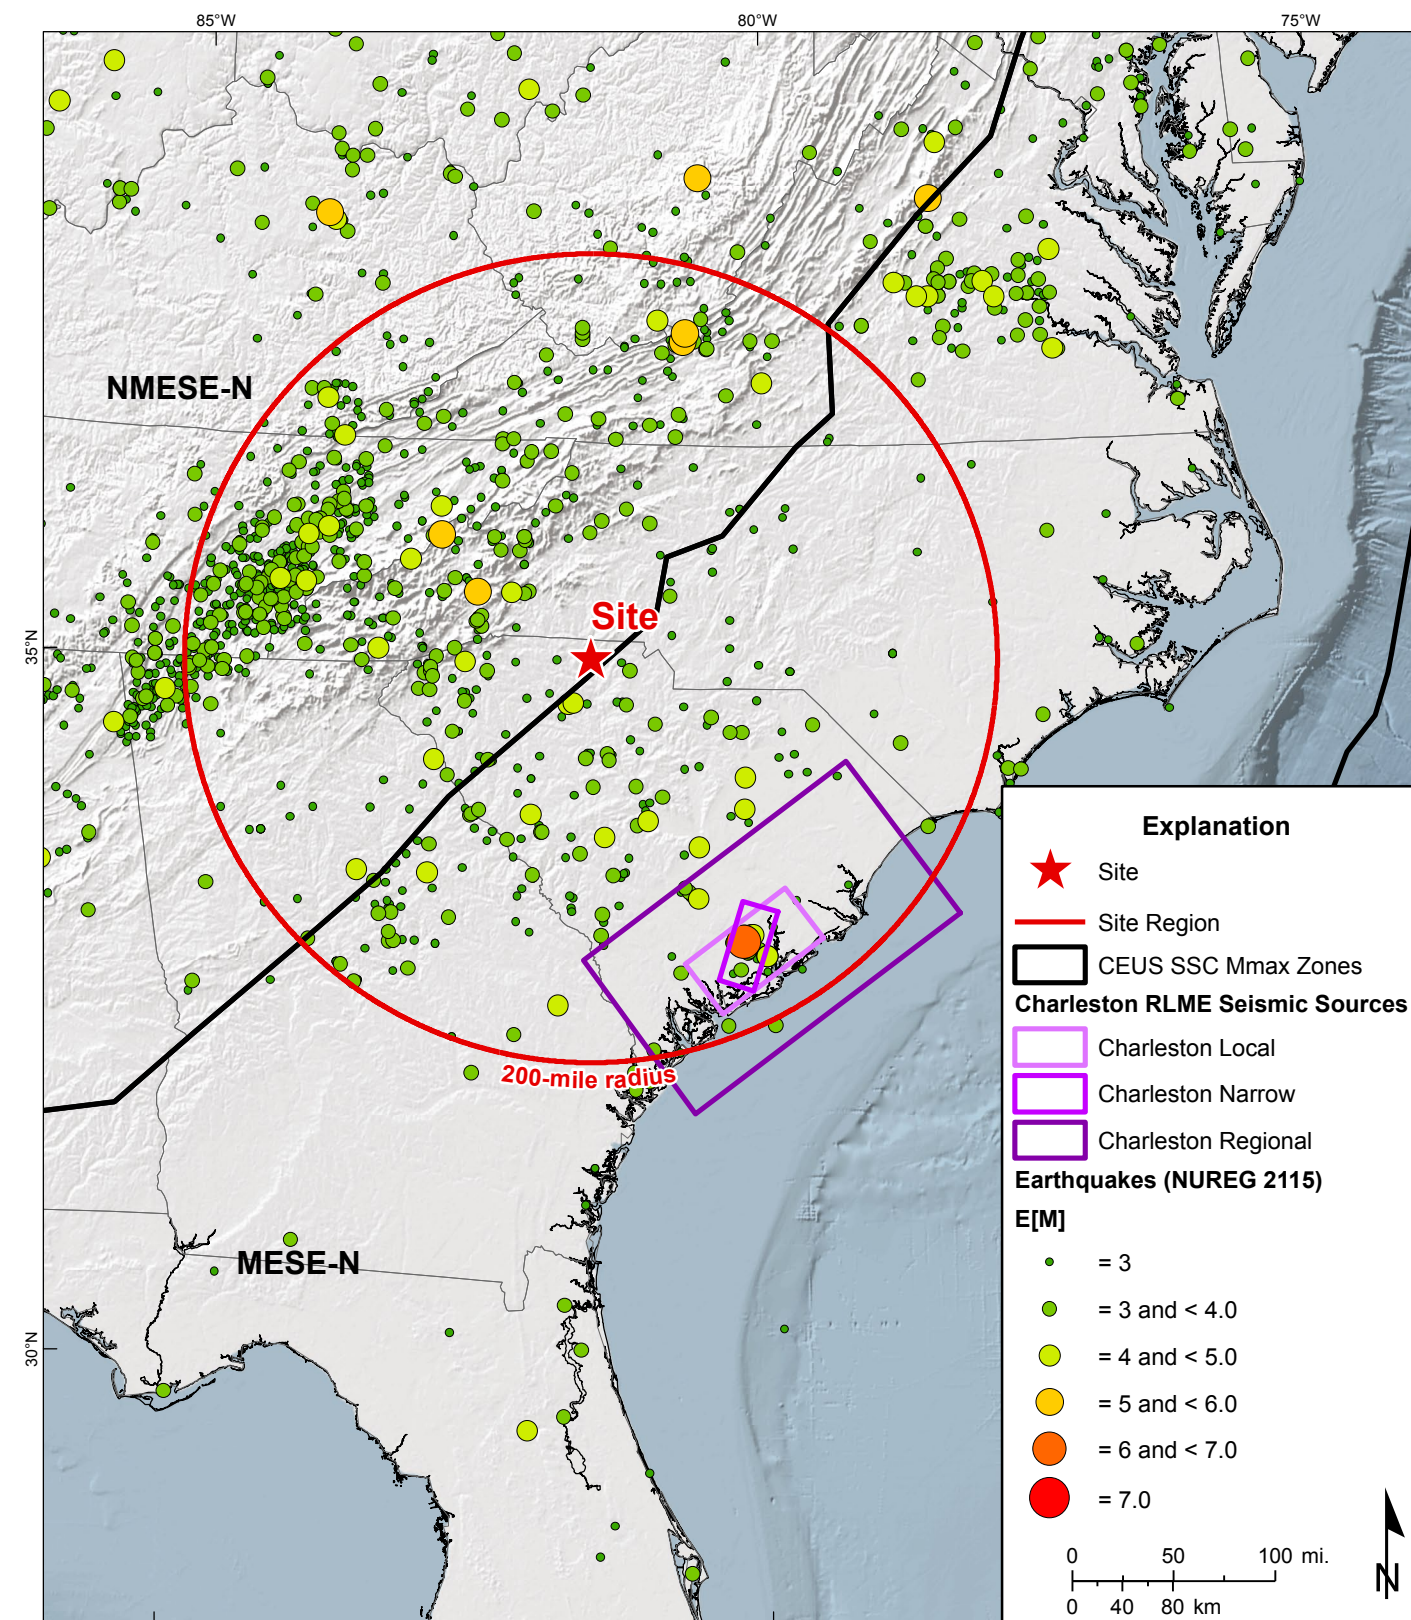 85°W
80°W
75°W
NMESE-N
35°N
Site
200-mile radius
MESE-N
30°N
Explanation
Site
Site Region
CEUS SSC Mmax Zones
Charleston RLME Seismic Sources
Charleston Local
Charleston Narrow
Charleston Regional
Earthquakes (NUREG 2115)
E[M]
= 3
= 3 and < 4.0
= 4 and < 5.0
= 5 and < 6.0
= 6 and < 7.0
= 7.0
0 50 100 mi.
0 40 80 km
N